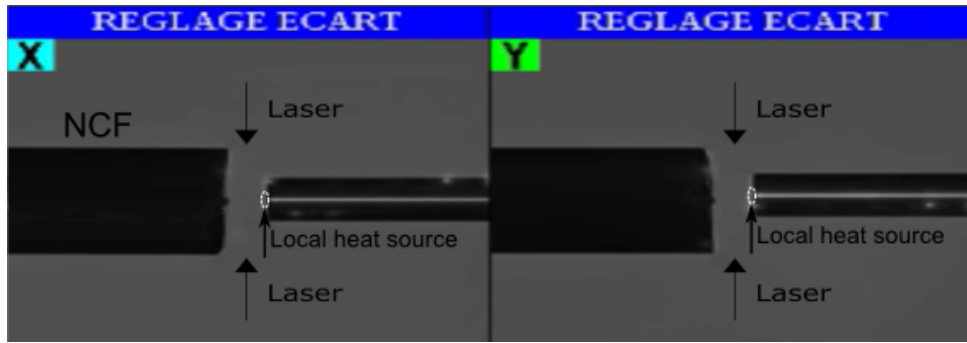 REGLAGE ECART
X
NCF
Laser
Local heat source
Laser
REGLAGE ECART
Y
Laser
Local heat source
Laser